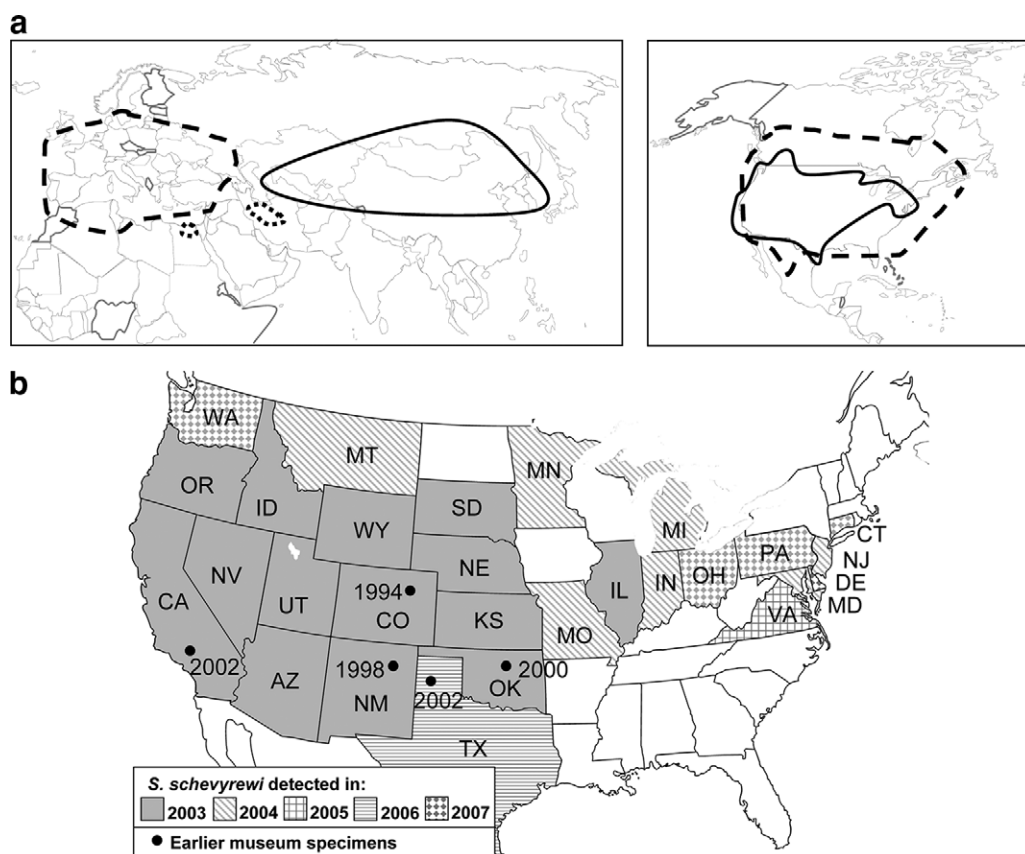 a
b
WA
MT
MN
OR
ID
SD
MI
WY
CT
PA
NJ
NE
IN
OH
DE
NV
IL
MD
1994
CA
UT
CO
KS
MO
VA
2002
1998
2000
AZ
NM
2002
OK
TX
S. schevyrewi detected in:
2003 2004 2005 2006 2007
Earlier museum specimens